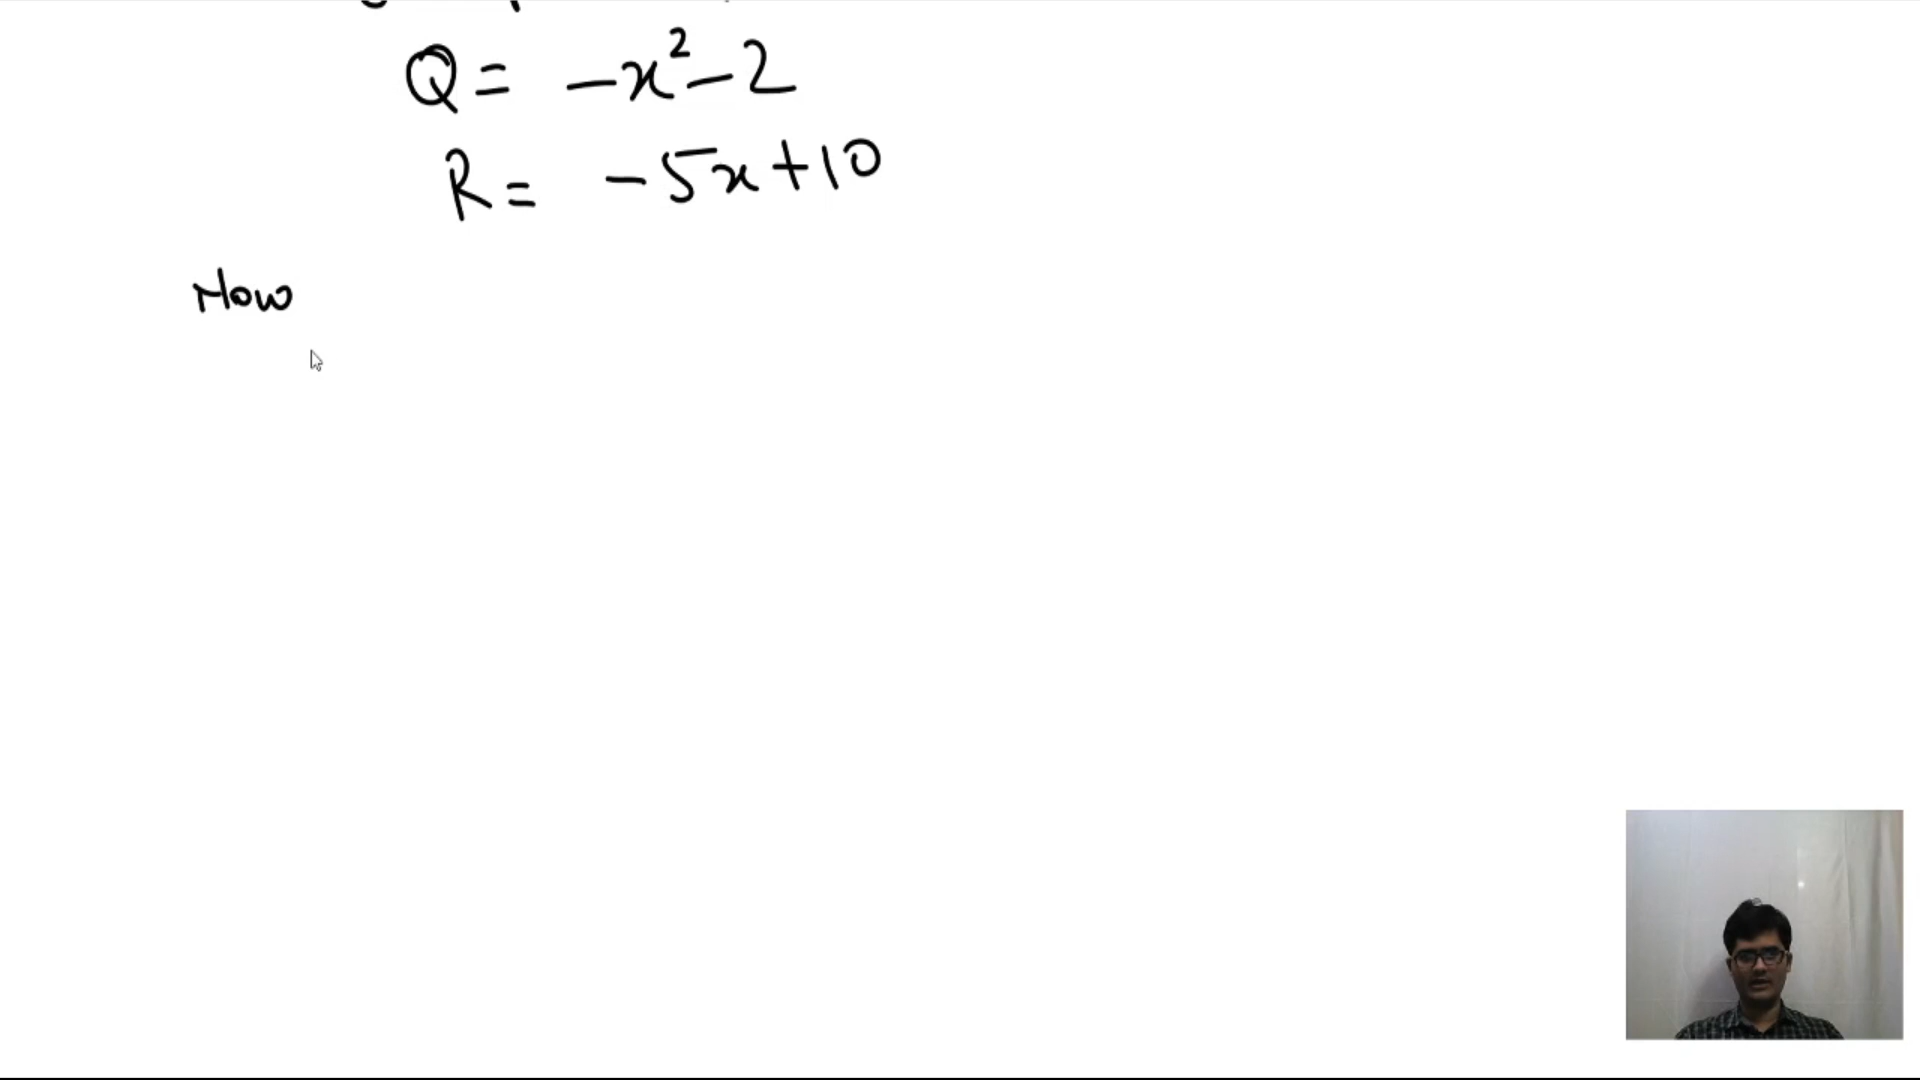 Q = -x² - 2
R = -5x + 10
Now